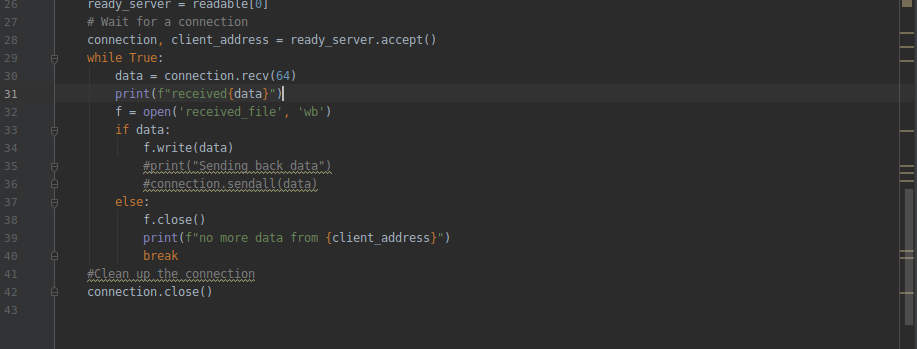 26 ready_server = readable[0]
27 # Wait for a connection
28 connection, client_address = ready_server.accept()
29 while True:
30 data = connection.recv(64)
31 print(f"received{data}")
32 f = open('received_file', 'wb')
33 if data:
34 f.write(data)
35 #print("Sending back data")
36 #connection.sendall(data)
37 else:
38 f.close()
39 print(f"no more data from {client_address}")
40 break
41 #Clean up the connection
42 connection.close()
43